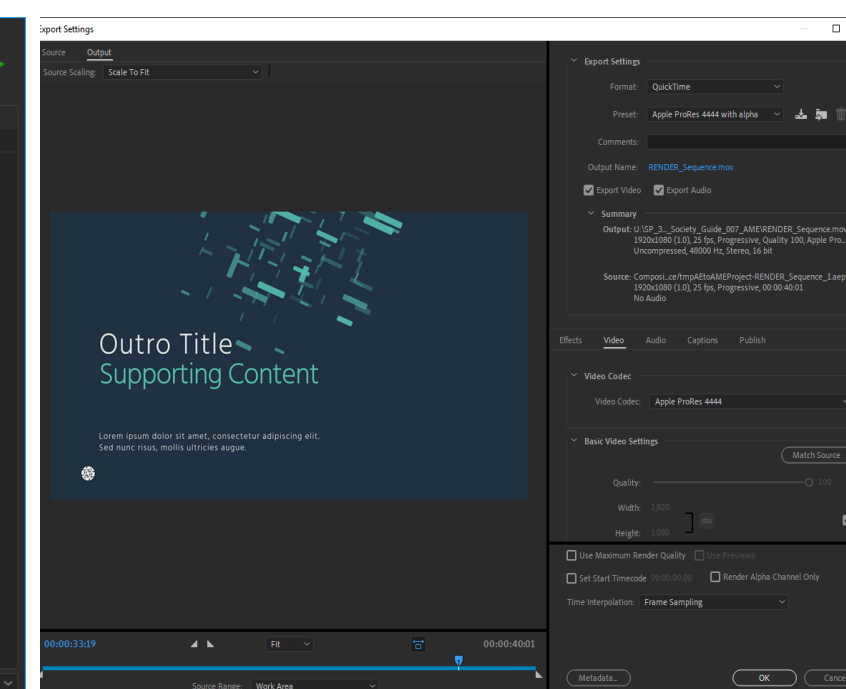 Export Settings
Source Output
Source Scaling: Scale To Fit
Outro Title
Supporting Content
Lorem ipsum dolor sit amet, consectetur adipiscing elit.
Sed nunc risus, mollis ultricies augue.
00:00:33:19 Fit 00:00:40:01
Source Range: Work Area
Export Settings
Format: QuickTime
Preset: Apple ProRes 4444 with alpha
Comments:
Output Name: RENDER_Sequence.mov
Export Video Export Audio
Summary
Output: U:\SP_3..._Society_Guide_007_AME\RENDER_Sequence.mov
1920x1080 (1.0), 25 fps, Progressive, Quality 100, Apple Pro...
Uncompressed, 48000 Hz, Stereo, 16 bit
Source: Composi...ce/tmpAEtoAMEProject-RENDER_Sequence_1.aep
1920x1080 (1.0), 25 fps, Progressive, 00:00:40:01
No Audio
Effects Video Audio Captions Publish
Video Codec
Video Codec: Apple ProRes 4444
Basic Video Settings
Match Source
Quality: 100
Width: 1,920
Height: 1,080
Use Maximum Render Quality Use Previews
Set Start Timecode 00:00:00:00 Render Alpha Channel Only
Time Interpolation: Frame Sampling
Metadata... OK Cance